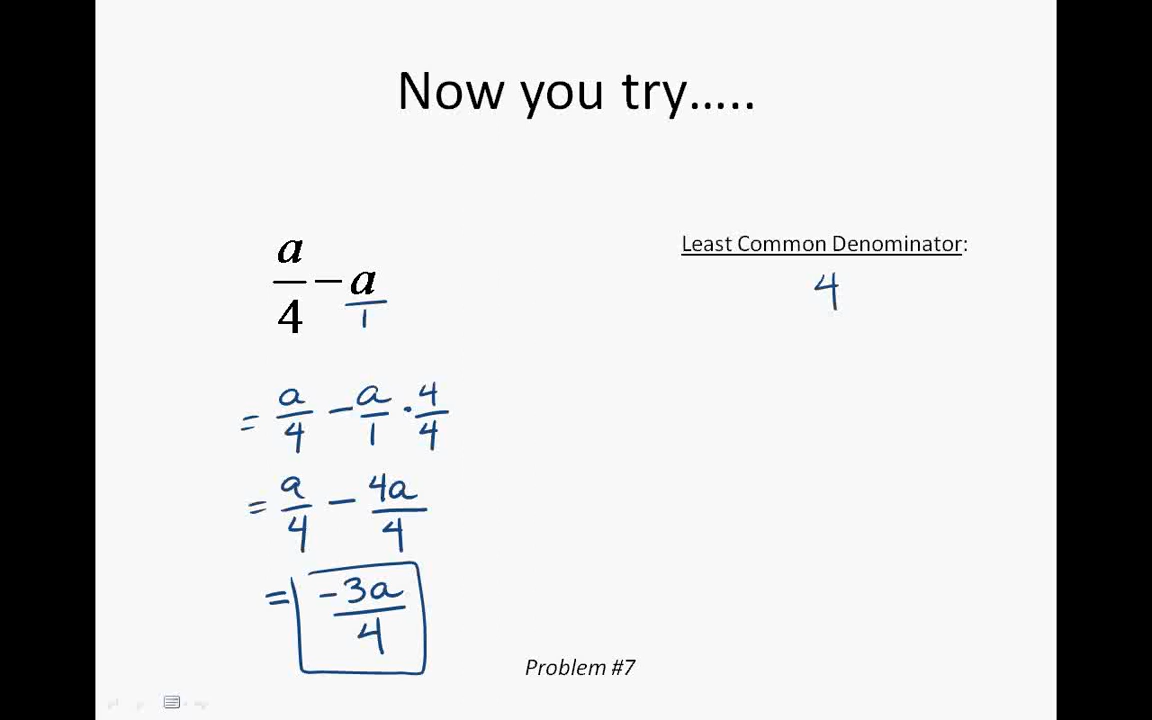 Now you try.....
Least Common Denominator:
4
a/4 − a/1
= a/4 − a/1 · 4/4
= a/4 − 4a/4
= -3a/4
Problem #7